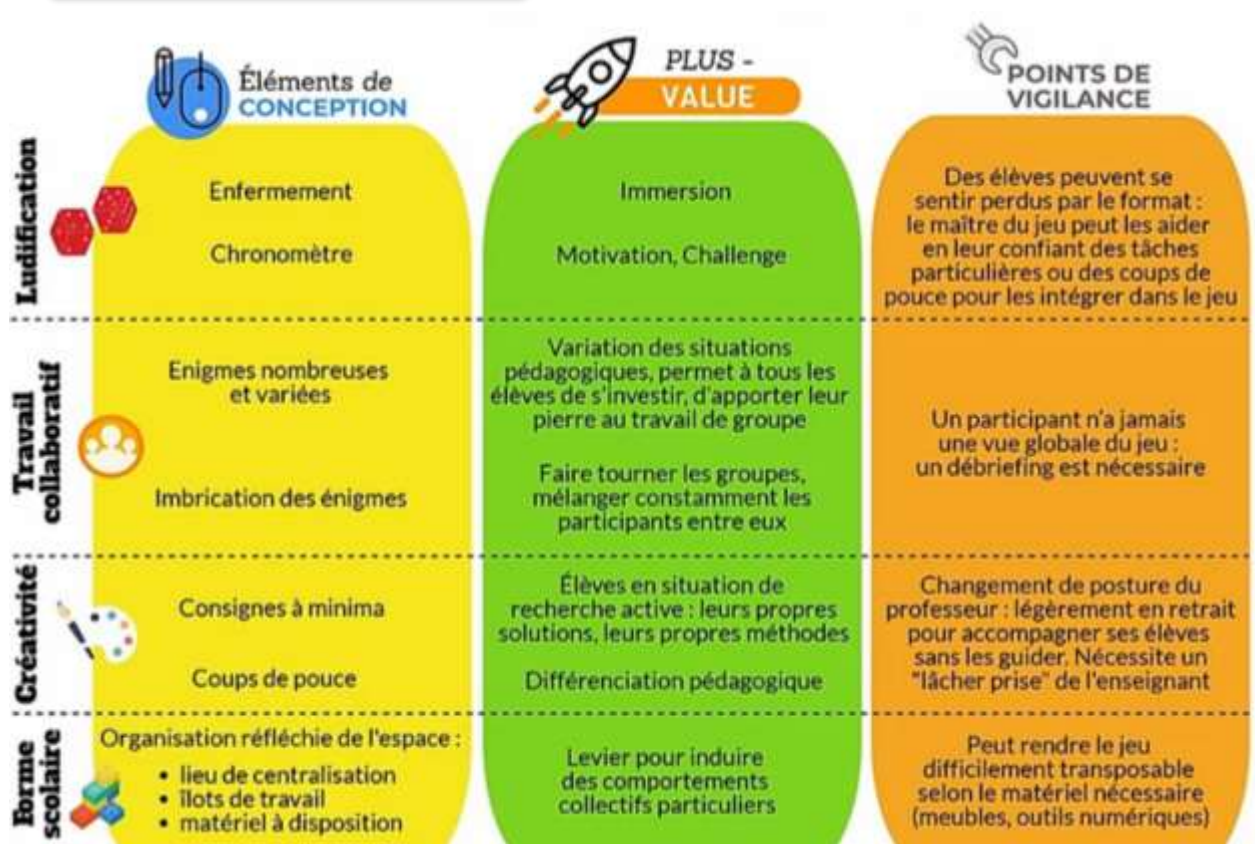 Éléments de
CONCEPTION
PLUS -
VALUE
POINTS DE
VIGILANCE
Ludification
Enfermement
Chronomètre
Immersion
Motivation, Challenge
Des élèves peuvent se
sentir perdus par le format :
le maître du jeu peut les aider
en leur confiant des tâches
particulières ou des coups de
pouce pour les intégrer dans le jeu
Travail
collaboratif
Enigmes nombreuses
et variées
Imbrication des énigmes
Variation des situations
pédagogiques, permet à tous les
élèves de s'investir, d'apporter leur
pierre au travail de groupe
Faire tourner les groupes,
mélanger constamment les
participants entre eux
Un participant n'a jamais
une vue globale du jeu :
un débriefing est nécessaire
Créativité
Consignes à minima
Coups de pouce
Élèves en situation de
recherche active : leurs propres
solutions, leurs propres méthodes
Différenciation pédagogique
Changement de posture du
professeur : légèrement en retrait
pour accompagner ses élèves
sans les guider. Nécessite un
"lâcher prise" de l'enseignant
Forme
scolaire
Organisation réfléchie de l'espace :
• lieu de centralisation
• îlots de travail
• matériel à disposition
Levier pour induire
des comportements
collectifs particuliers
Peut rendre le jeu
difficilement transposable
selon le matériel nécessaire
(meubles, outils numériques)